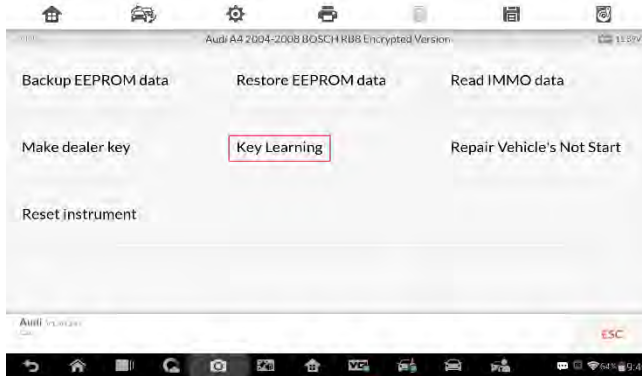 Audi A4 2004-2008 BOSCH RB8 Encrypted Version
Backup EEPROM data Restore EEPROM data Read IMMO data
Make dealer key Key Learning Repair Vehicle's Not Start
Reset instrument
Audi
ESC
64%